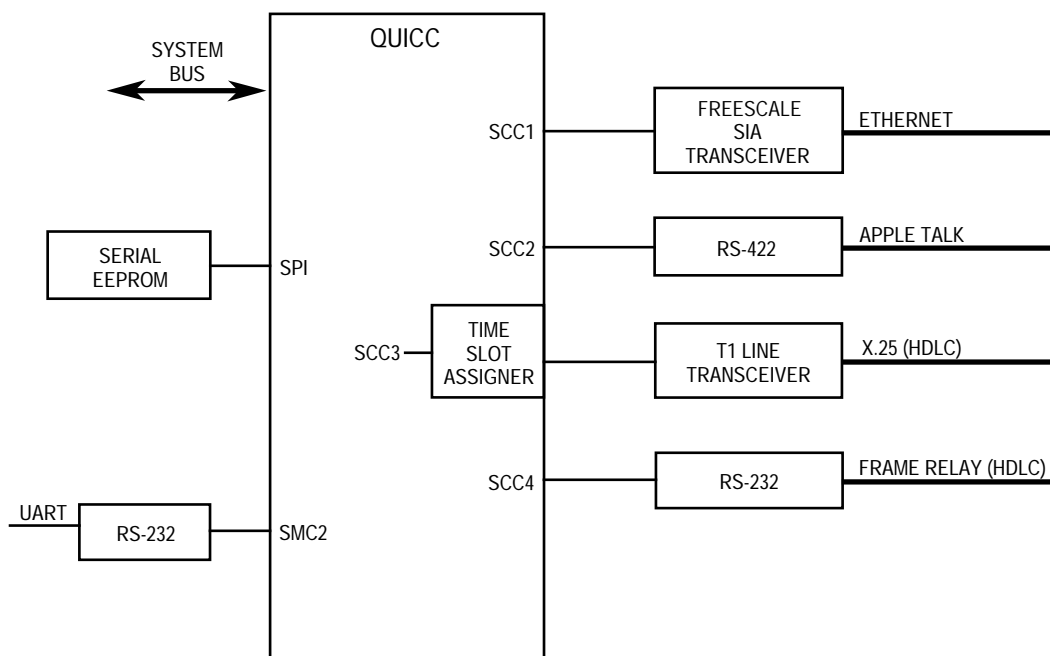 QUICC
SYSTEM
BUS
SCC1
FREESCALE
SIA
TRANSCEIVER
ETHERNET
SERIAL
EEPROM
SPI
SCC2
RS-422
APPLE TALK
SCC3
TIME
SLOT
ASSIGNER
T1 LINE
TRANSCEIVER
X.25 (HDLC)
SCC4
RS-232
FRAME RELAY (HDLC)
UART
RS-232
SMC2